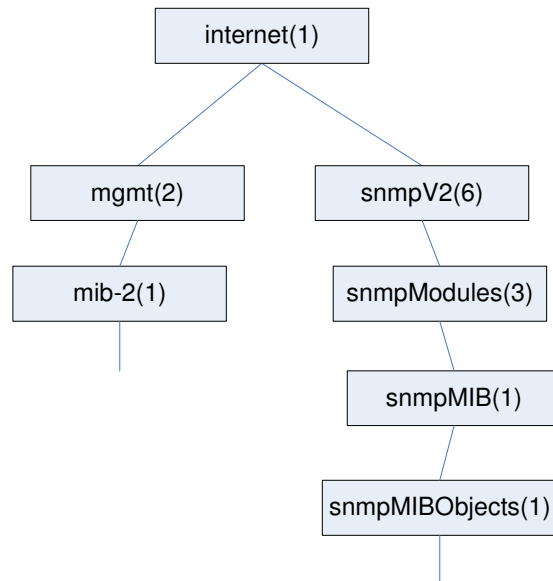 internet(1)
mgmt(2)
snmpV2(6)
mib-2(1)
snmpModules(3)
snmpMIB(1)
snmpMIBObjects(1)